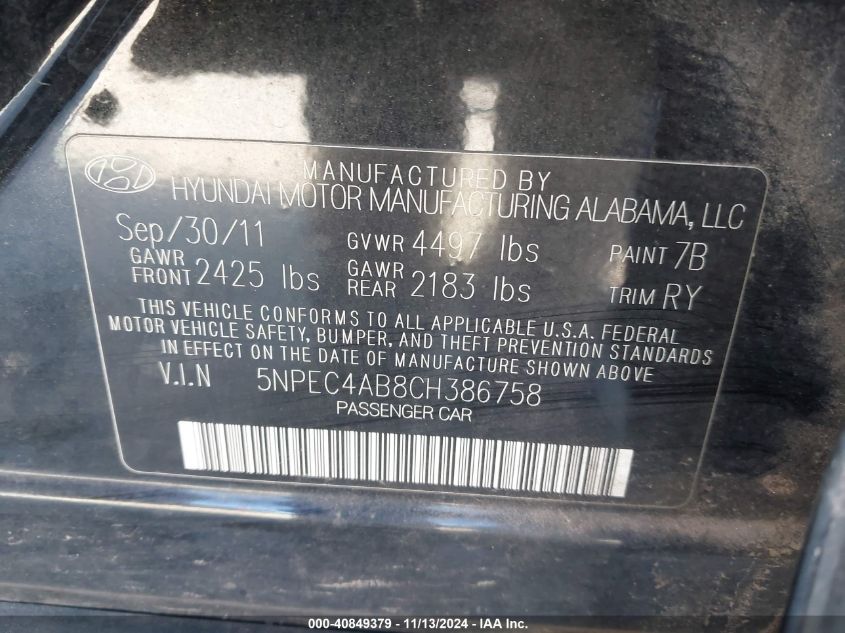 MANUFACTURED BY
HYUNDAI MOTOR MANUFACTURING ALABAMA, LLC
Sep/30/11 GVWR 4497 lbs PAINT 7B
GAWR FRONT 2425 lbs GAWR REAR 2183 lbs TRIM RY
THIS VEHICLE CONFORMS TO ALL APPLICABLE U.S.A. FEDERAL
MOTOR VEHICLE SAFETY, BUMPER, AND THEFT PREVENTION STANDARDS
IN EFFECT ON THE DATE OF MANUFACTURE SHOWN ABOVE
V.I.N 5NPEC4AB8CH386758
PASSENGER CAR
000-40849379 - 11/13/2024 - IAA Inc.